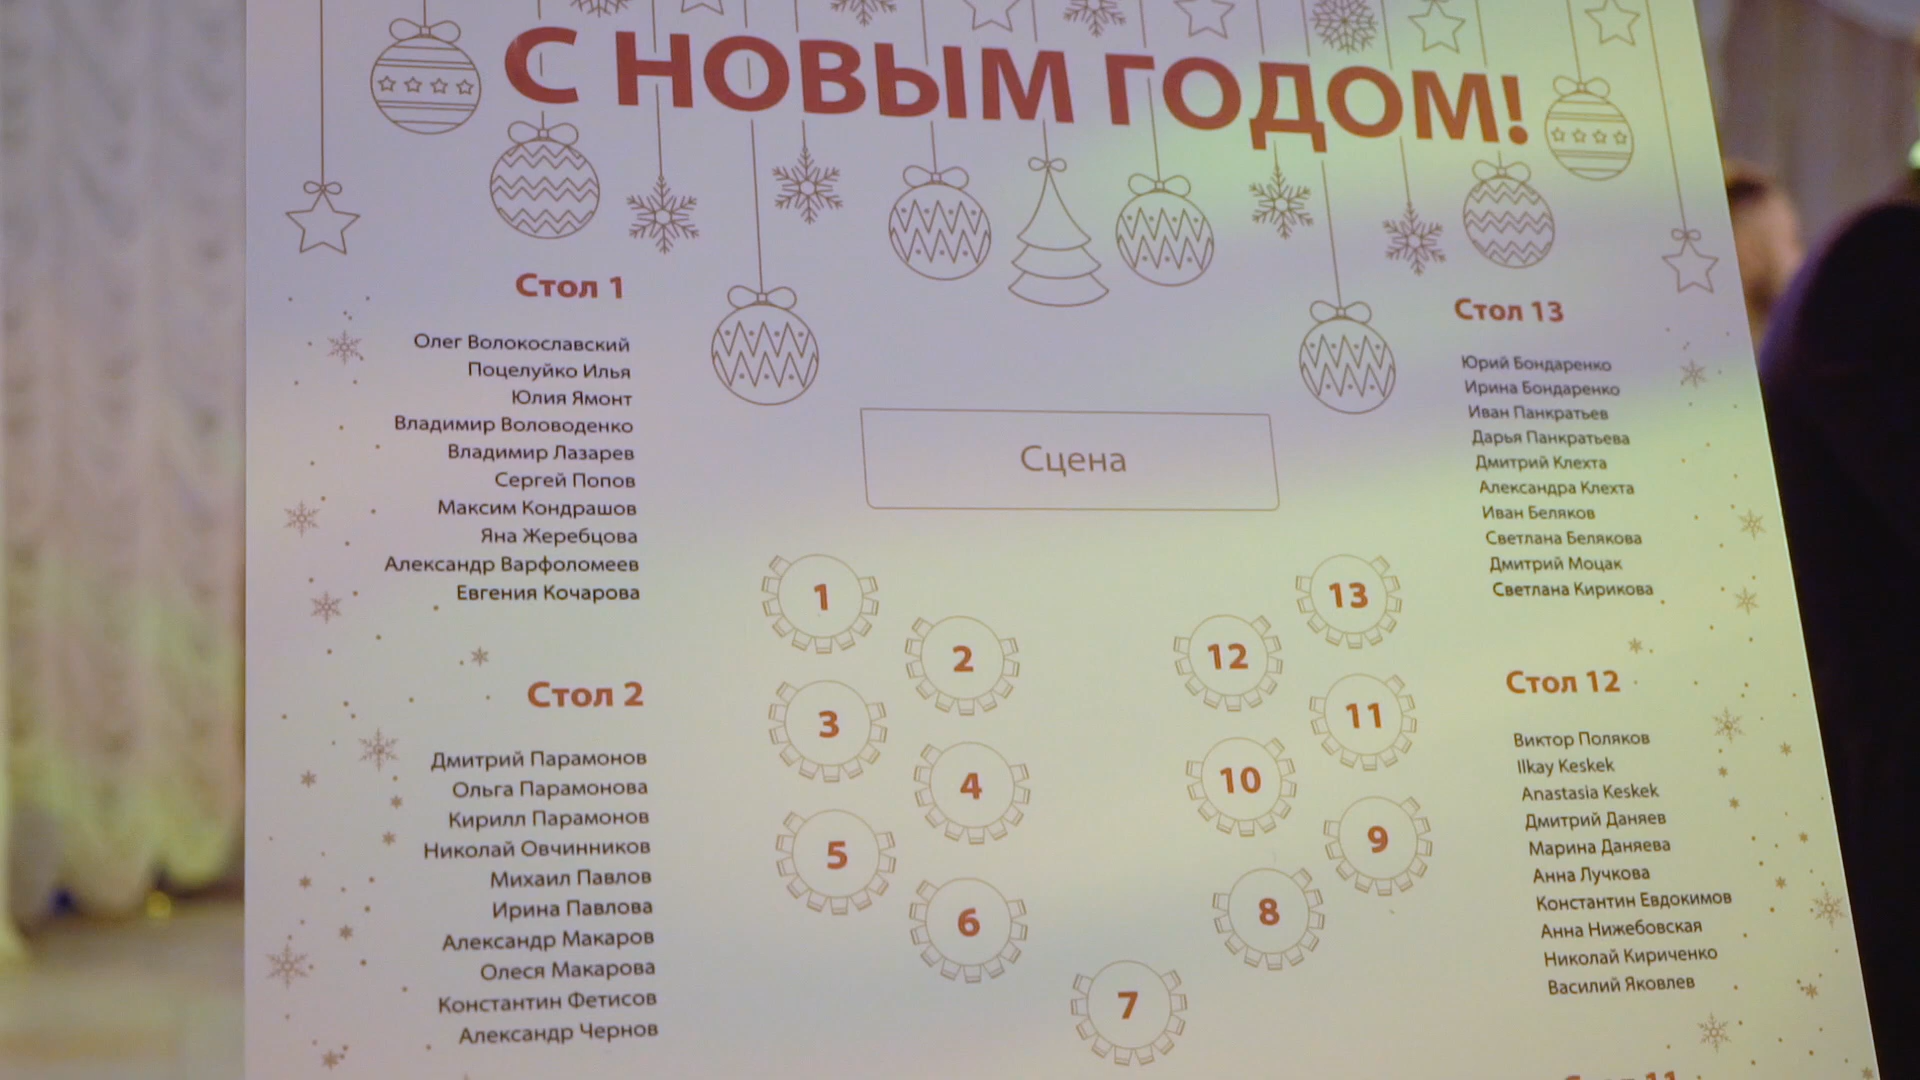 С НОВЫМ ГОДОМ!
Стол 1
Олег Волокославский
Поцелуйко Илья
Юлия Ямонт
Владимир Воловоденко
Владимир Лазарев
Сергей Попов
Максим Кондрашов
Яна Жеребцова
Александр Варфоломеев
Евгения Кочарова
Стол 2
Дмитрий Парамонов
Ольга Парамонова
Кирилл Парамонов
Николай Овчинников
Михаил Павлов
Ирина Павлова
Александр Макаров
Олеся Макарова
Константин Фетисов
Александр Чернов
Сцена
1
2
3
4
5
6
7
8
9
10
11
12
13
Стол 13
Юрий Бондаренко
Ирина Бондаренко
Иван Панкратьев
Дарья Панкратьева
Дмитрий Клехта
Александра Клехта
Иван Беляков
Светлана Белякова
Дмитрий Моцак
Светлана Кирикова
Стол 12
Виктор Поляков
Ilkay Keskek
Anastasia Keskek
Дмитрий Даняев
Марина Даняева
Анна Лучкова
Константин Евдокимов
Анна Нижебовская
Николай Кириченко
Василий Яковлев
Стол 11